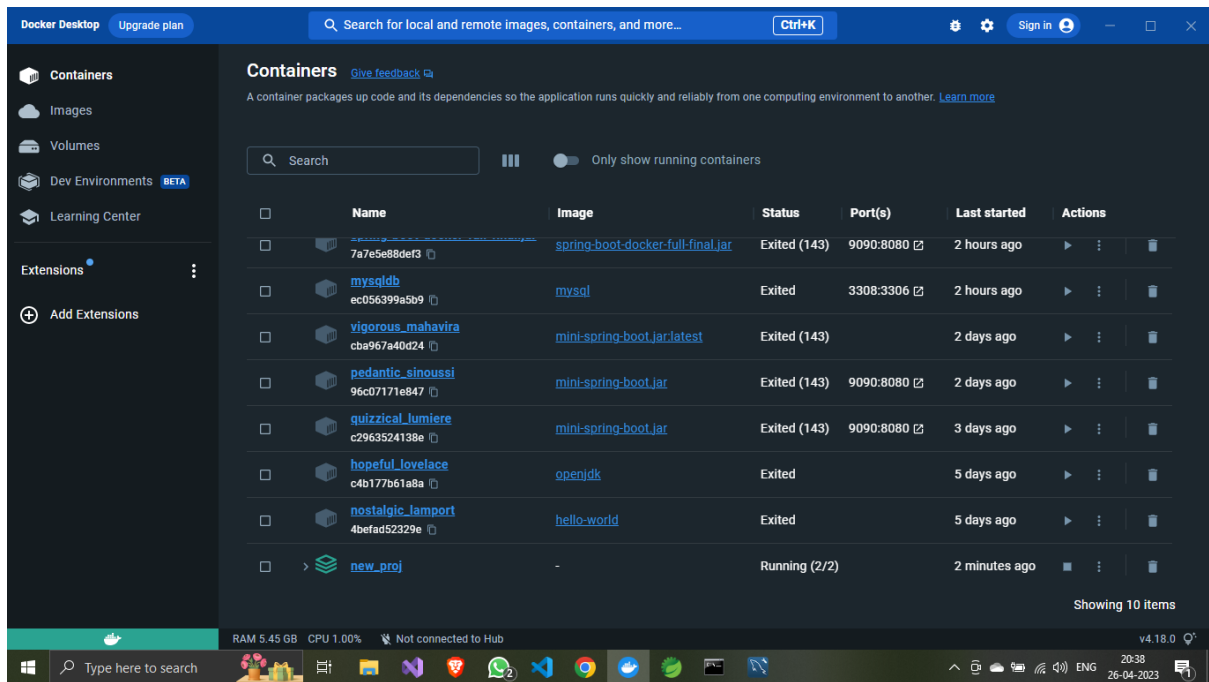 Docker Desktop Upgrade plan Search for local and remote images, containers, and more... Ctrl+K Sign in
Containers
Images
Volumes
Dev Environments BETA
Learning Center
Extensions
Add Extensions
Containers Give feedback
A container packages up code and its dependencies so the application runs quickly and reliably from one computing environment to another. Learn more
Search Only show running containers
Name Image Status Port(s) Last started Actions
spring-boot-docker-full-final.jar spring-boot-docker-full-final.jar Exited (143) 9090:8080 2 hours ago
7a7e5e88def3
mysqldb mysql Exited 3308:3306 2 hours ago
ec056399a5b9
vigorous_mahavira mini-spring-boot.jar:latest Exited (143) 2 days ago
cba967a40d24
pedantic_sinoussi mini-spring-boot.jar Exited (143) 9090:8080 2 days ago
96c07171e847
quizzical_lumiere mini-spring-boot.jar Exited (143) 9090:8080 3 days ago
c2963524138e
hopeful_lovelace openjdk Exited 5 days ago
c4b177b61a8a
nostalgic_lamport hello-world Exited 5 days ago
4befad52329e
new_proj - Running (2/2) 2 minutes ago
Showing 10 items
RAM 5.45 GB CPU 1.00% Not connected to Hub v4.18.0
Type here to search 2 ENG 20:38
26-04-2023 1